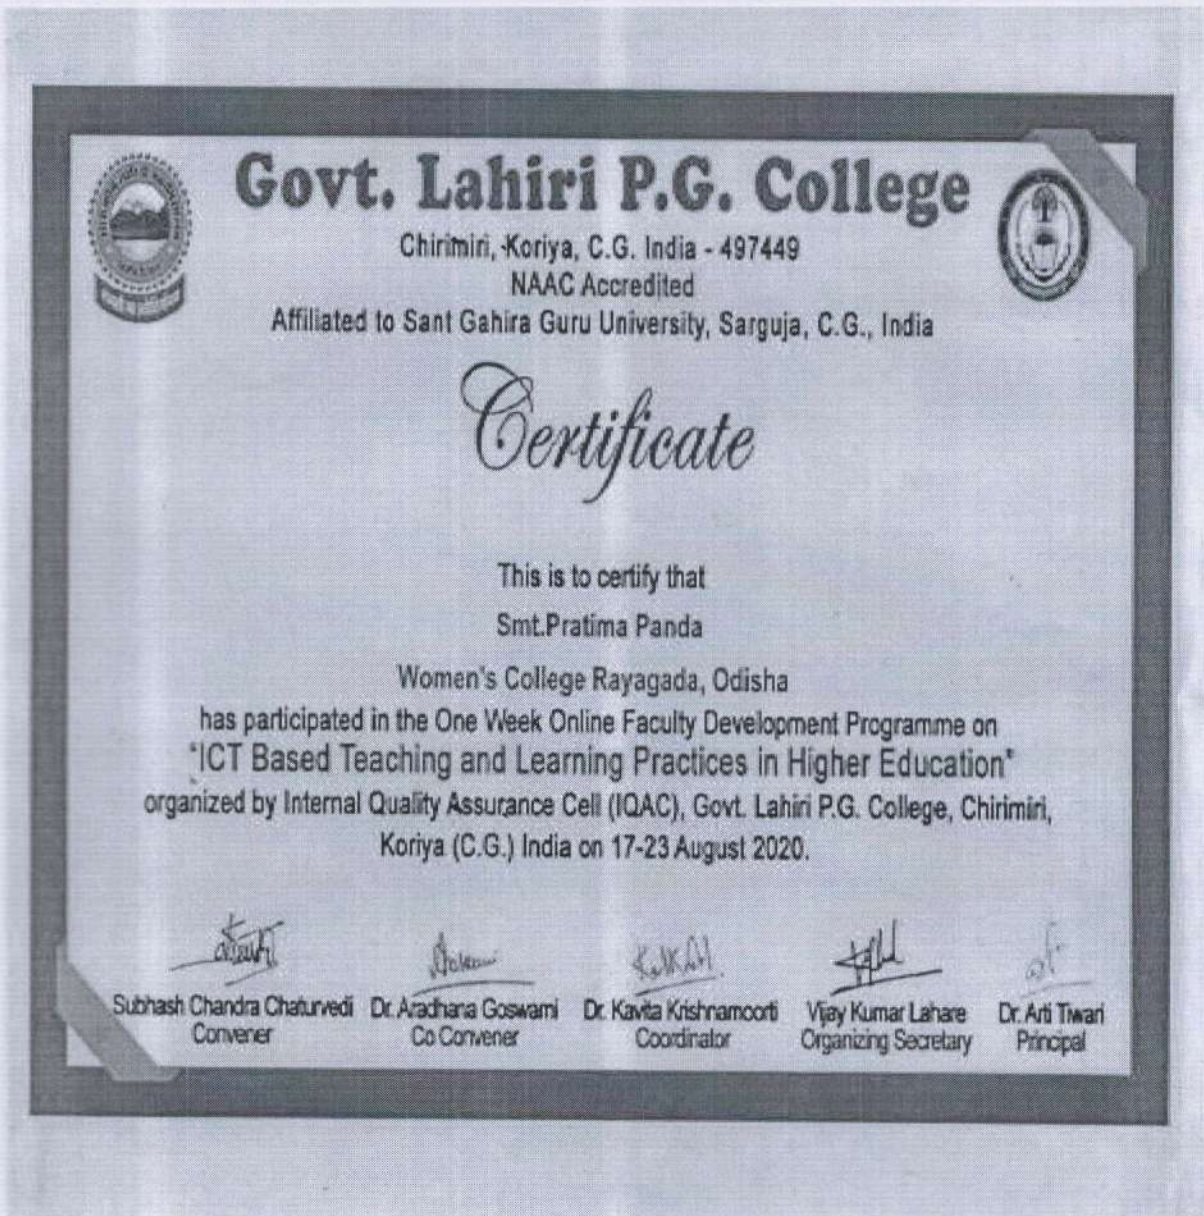 Govt. Lahiri P.G. College
Chirimiri, Koriya, C.G. India - 497449
NAAC Accredited
Affiliated to Sant Gahira Guru University, Sarguja, C.G., India
Certificate
This is to certify that
Smt.Pratima Panda
Women's College Rayagada, Odisha
has participated in the One Week Online Faculty Development Programme on
"ICT Based Teaching and Learning Practices in Higher Education"
organized by Internal Quality Assurance Cell (IQAC), Govt. Lahiri P.G. College, Chirimiri,
Koriya (C.G.) India on 17-23 August 2020.
Subhash Chandra Chaturvedi Dr. Aradhana Goswami Dr. Kavita Krishnamoorti Vijay Kumar Lahare Dr. Arti Tiwari
Convener Co Convener Coordinator Organizing Secretary Principal